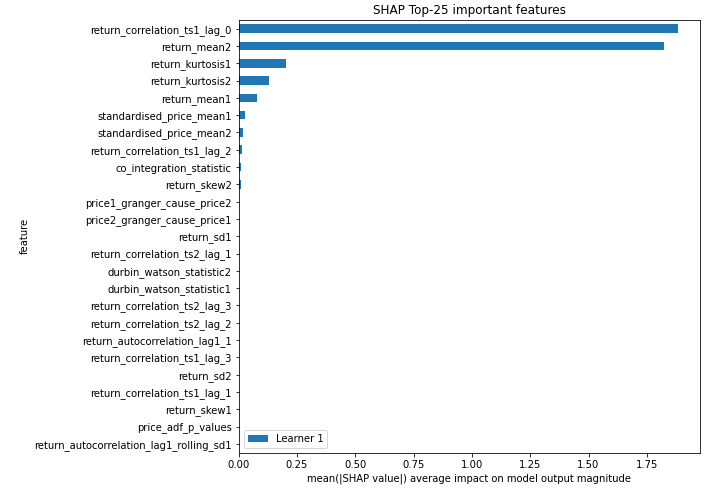 SHAP Top-25 important features
return_correlation_ts1_lag_0
return_mean2
return_kurtosis1
return_kurtosis2
return_mean1
standardised_price_mean1
standardised_price_mean2
return_correlation_ts1_lag_2
co_integration_statistic
return_skew2
price1_granger_cause_price2
price2_granger_cause_price1
return_sd1
return_correlation_ts2_lag_1
durbin_watson_statistic2
durbin_watson_statistic1
return_correlation_ts2_lag_3
return_correlation_ts2_lag_2
return_autocorrelation_lag1_1
return_correlation_ts1_lag_3
return_sd2
return_correlation_ts1_lag_1
return_skew1
price_adf_p_values
return_autocorrelation_lag1_rolling_sd1
feature
Learner 1
0.00 0.25 0.50 0.75 1.00 1.25 1.50 1.75
mean(|SHAP value|) average impact on model output magnitude